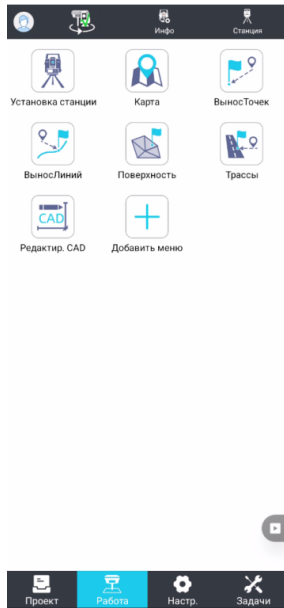 Инфо
Станция
Установка станции
Карта
ВыносТочек
ВыносЛиний
Поверхность
Трассы
CAD
Редактир. CAD
Добавить меню
Проект
Работа
Настр.
Задачи